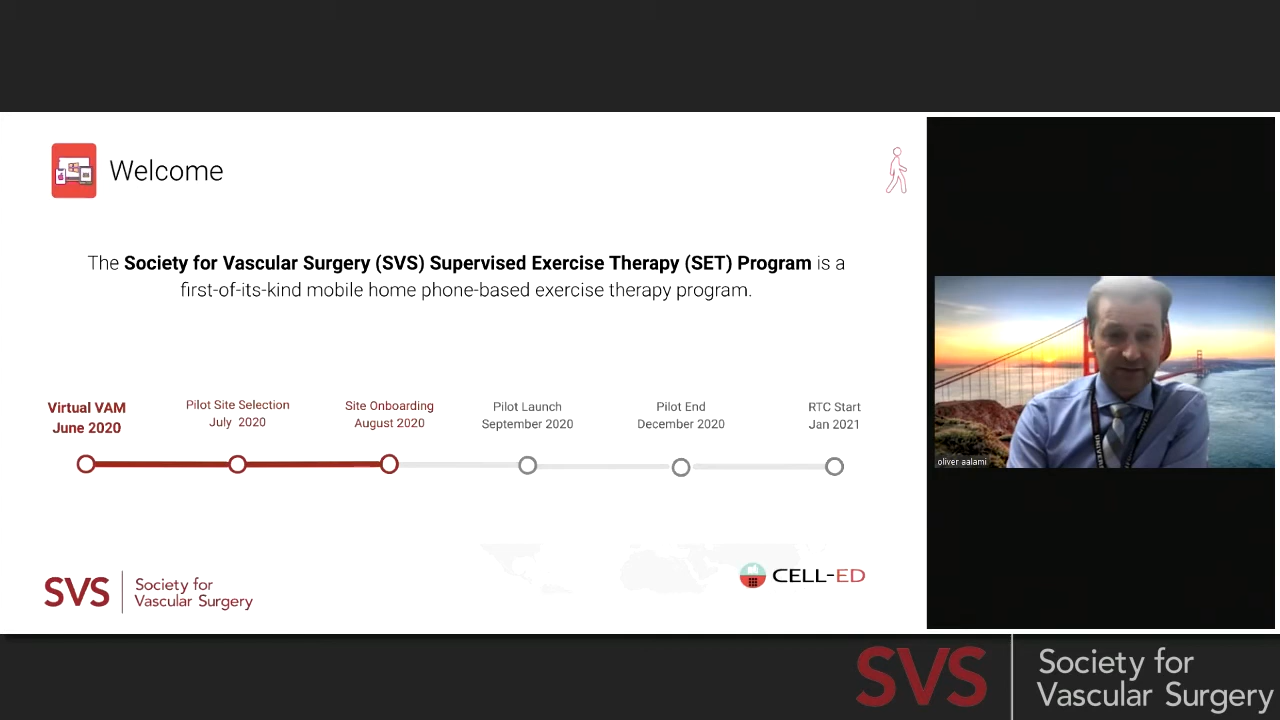 Welcome
The Society for Vascular Surgery (SVS) Supervised Exercise Therapy (SET) Program is a
first-of-its-kind mobile home phone-based exercise therapy program.
Virtual VAM
June 2020
Pilot Site Selection
July 2020
Site Onboarding
August 2020
Pilot Launch
September 2020
Pilot End
December 2020
RTC Start
Jan 2021
SVS
Society for
Vascular Surgery
CELL-ED
oliver aalami
SVS
Society for
Vascular Surgery